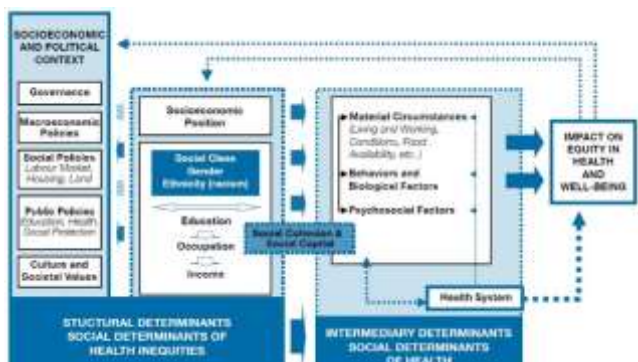 SOCIOECONOMIC
AND POLITICAL
CONTEXT
Governance
Macroeconomic
Policies
Social Policies
Labour Market,
Housing, Land
Public Policies
Education, Health,
Social Protection
Culture and
Societal Values
Socioeconomic
Position
Social Class
Gender
Ethnicity (racism)
Education
Occupation
Income
Social Cohesion &
Social Capital
Material Circumstances
(Living and Working,
Conditions, Food
Availability, etc.)
Behaviors and
Biological Factors
Psychosocial Factors
Health System
IMPACT ON
EQUITY IN
HEALTH
AND
WELL-BEING
STUCTURAL DETERMINANTS
SOCIAL DETERMINANTS OF
HEALTH INEQUITIES
INTERMEDIARY DETERMINANTS
SOCIAL DETERMINANTS
OF HEALTH